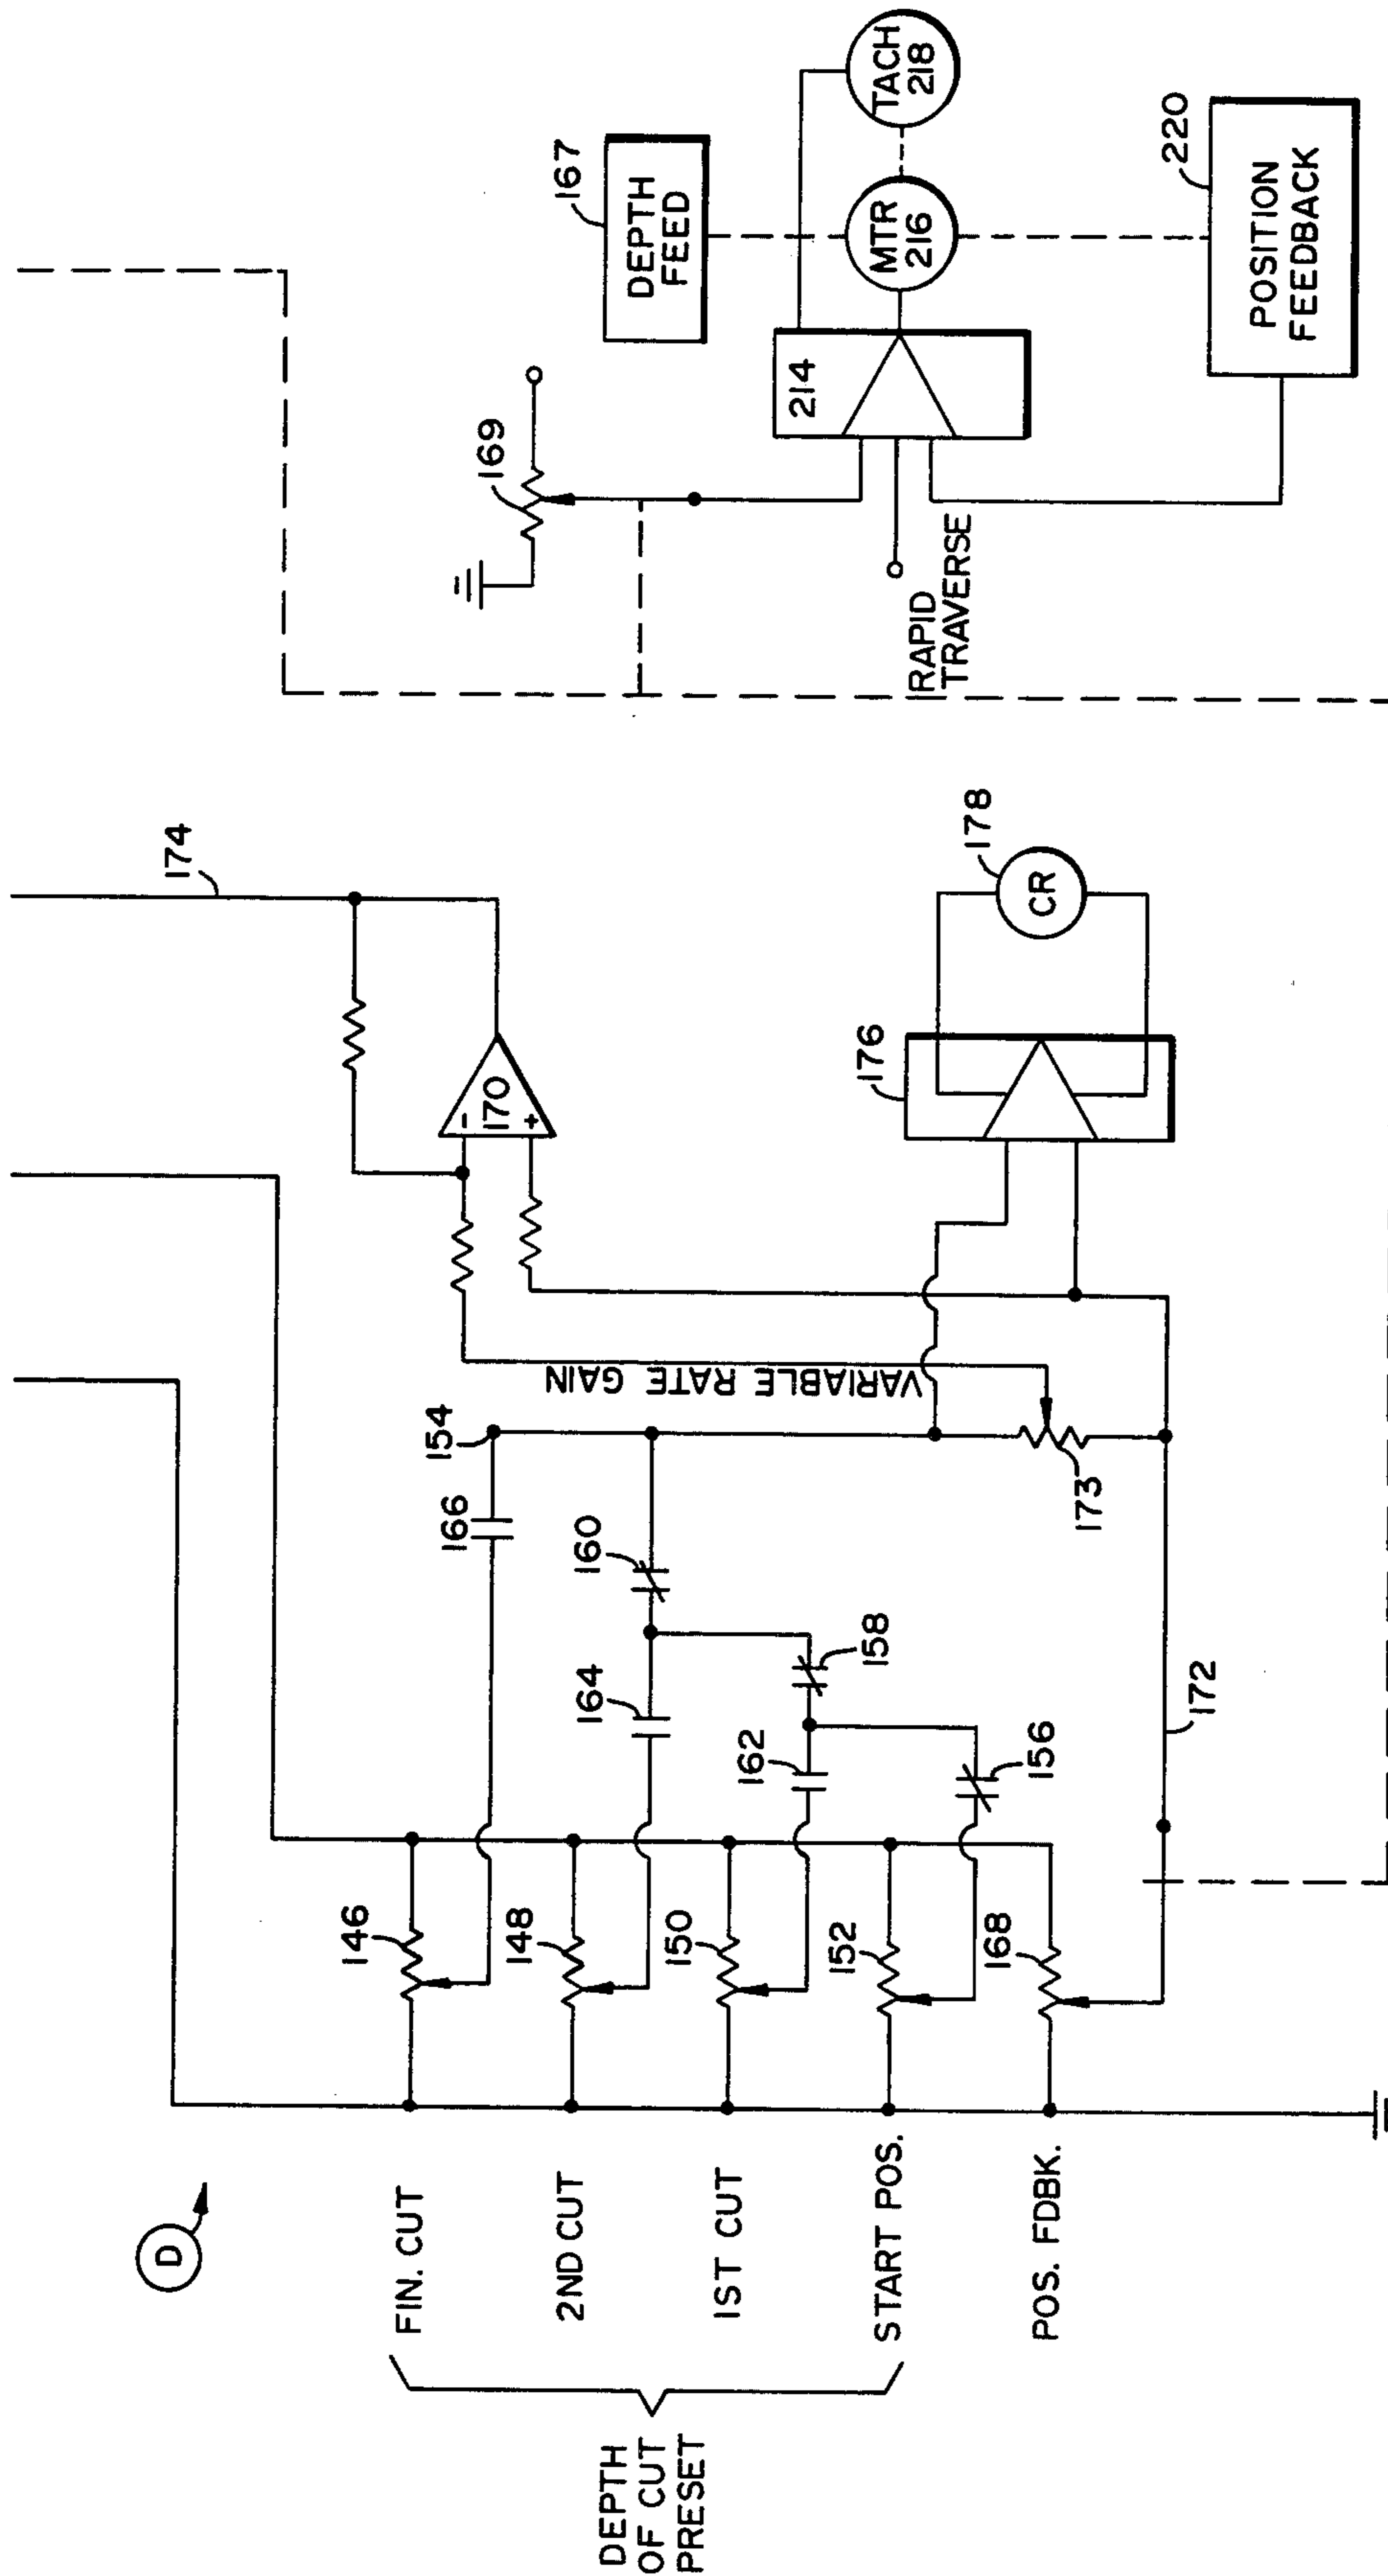 D
DEPTH
OF CUT
PRESET
FIN. CUT
2ND CUT
1ST CUT
START POS.
POS. FDBK.
146
148
150
152
168
166
154
164
160
162
158
156
172
173
VARIABLE RATE GAIN
-
170
+
174
176
CR
178
169
RAPID
TRAVERSE
214
DEPTH
FEED
167
MTR
216
TACH
218
POSITION
FEEDBACK
220